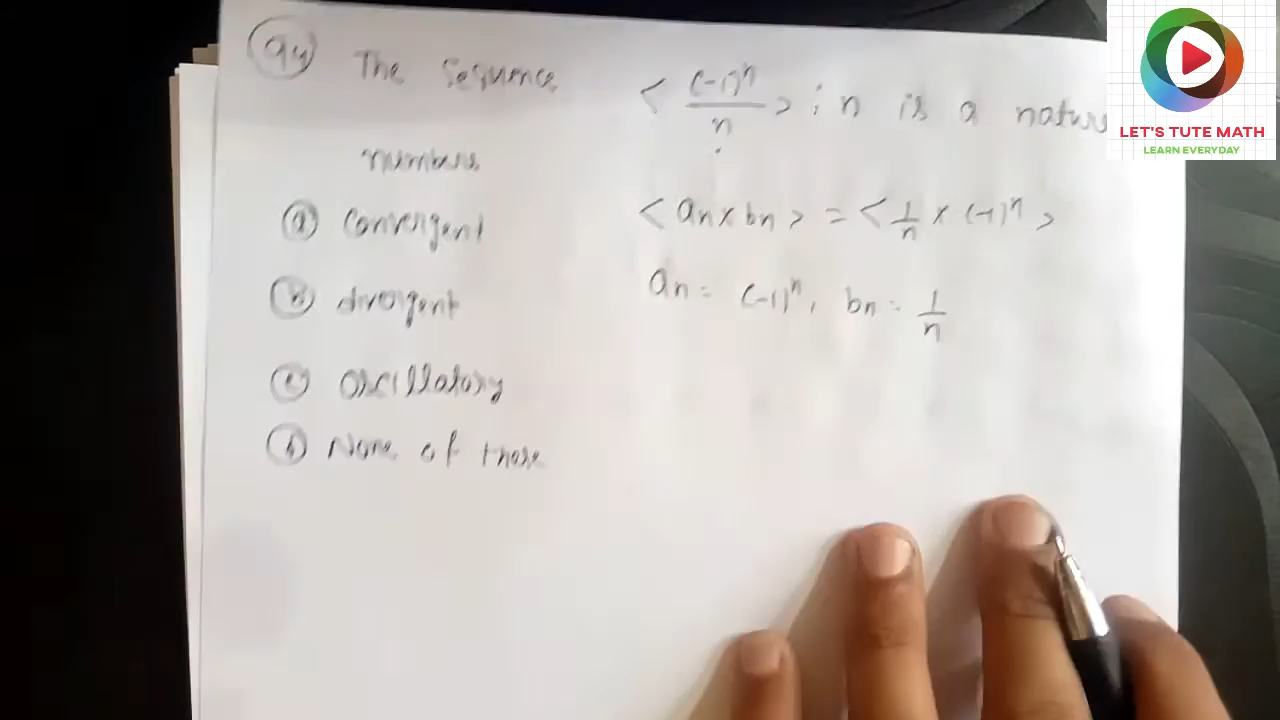 Q4 The Sequence < (-1)^n / n > ; n is a natur
numbers
(a) Convergent
(b) divergent
(c) Oscillatory
(d) None of these
< an x bn > = < 1/n x (-1)^n >
an = (-1)^n, bn = 1/n
LET'S TUTE MATH
LEARN EVERYDAY